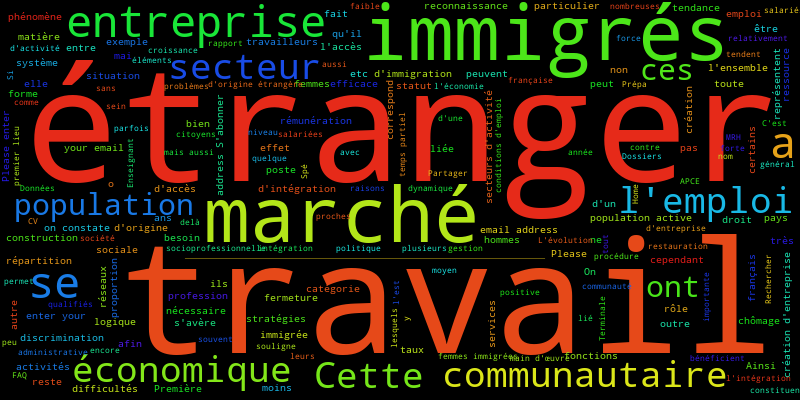 phénomène
entreprise
fait
faible
reconnaissance
particulier
nombreuses
tendance
emploi
salarié
matière
qu'il
immigrés
être
d'activité
entre
exemple
croissance
rapport
travailleurs
l'accès
force
relativement
système
mai
éléments
secteur
aussi
etc
d'immigration
peuvent
non
ces
tendent
l'ensemble
Si
elle
situation
problèmes
d'origine étrangère
femmes
efficace
statut
l'économie
française
peut
Prépa
toute
représentent
ressource
forme
comme
sans
sein
étranger
correspond
d'une
création
C'est
Please enter
premier lieu
parfois
bien
citoyens
niveau
rémunération
salariées
temps partiel
secteurs d'activité
conditions d'emploi
contre
Dossiers
pas
MRH
porte
nom
certains
a
général
your email
Enseignant
mais aussi
address S'abonner
effet
quelque
avec
liée
année
Données
o
d'accès
poste
Spé
d'intégration
raisons
Partager
dynamique
APCE
Home
population
ans
marché
proches
d'un
l'emploi
CV
on constate
d'origine
delà
email address
population active
droit
pays
construction
société
besoin
hommes
L'évolution
ne
tout
d'entreprise
très
sociale
socioprofessionnelle
intégration
politique
plusieurs
gestion
Please
procédure
restauration
répartition
cependant
travail
permet
se
qualifiés
réseaux
proportion
ils
profession
catégorie
moyen
On
communauté
ont
importante
français
Rechercher
création d'entreprise
autre
enter your
nécessaire
fermeture
l'est
positive
rôle
logique
s'avère
stratégies
lesquels
y
services
lié
Terminale
outre
chômage
peu
discrimination
afin
souvent
immigrée
souligne
administrative
encore
leurs
taux
femmes immigrées
main d'œuvre
fonctions
bénéficient
Ainsi
FAQ
activités
reste
économique
Cette
communautaire
l'intégration
difficultés
Première
moins
constituent